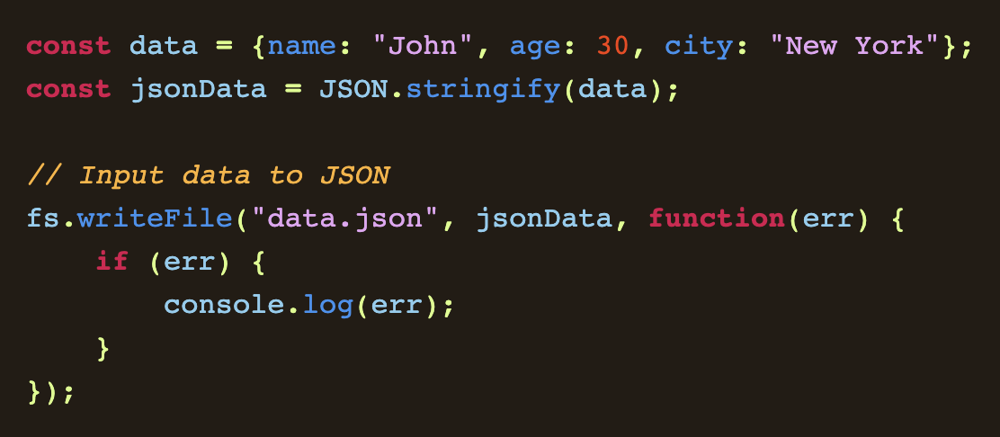 const data = {name: "John", age: 30, city: "New York"};
const jsonData = JSON.stringify(data);

// Input data to JSON
fs.writeFile("data.json", jsonData, function(err) {
    if (err) {
        console.log(err);
    }
});